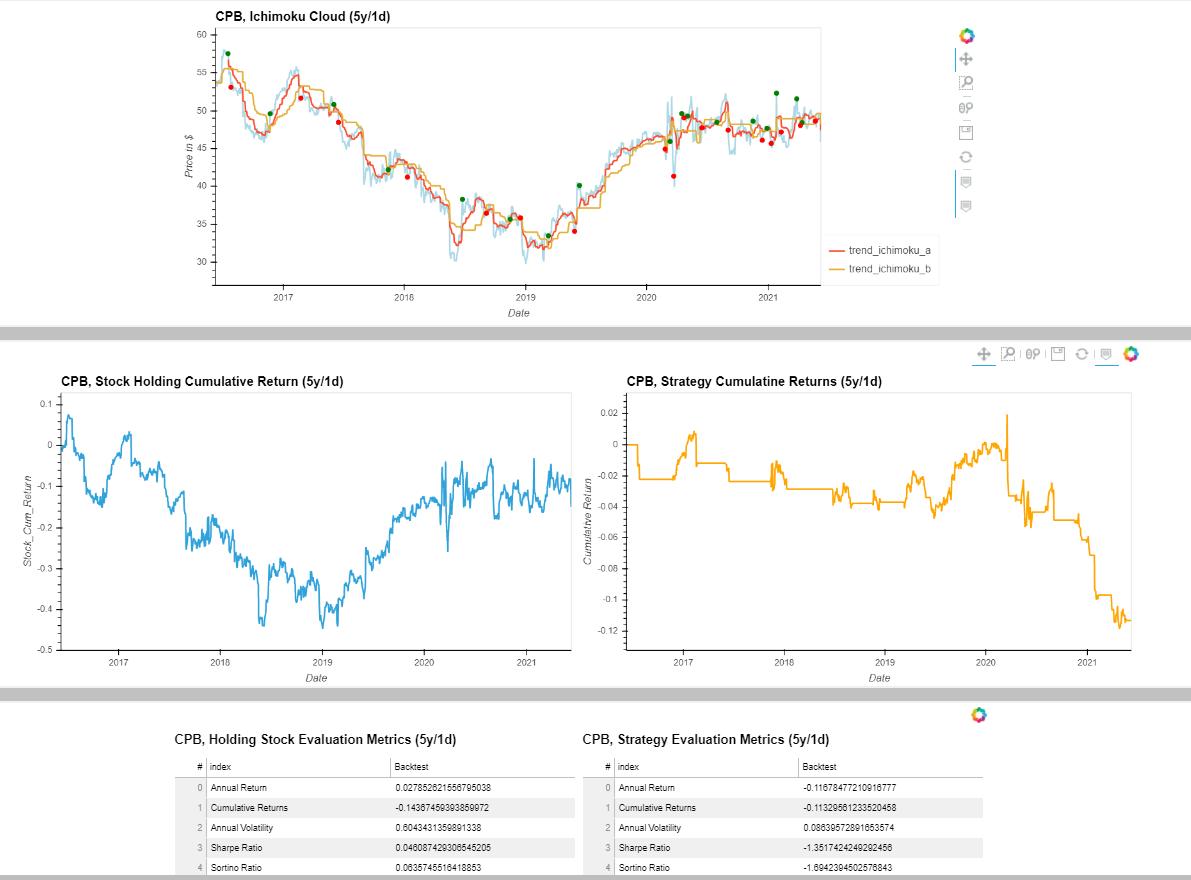 CPB, Ichimoku Cloud (5y/1d)
60
55
50
45
40
35
30
Price in $
2017 2018 2019 2020 2021
Date
trend_ichimoku_a
trend_ichimoku_b
CPB, Stock Holding Cumulative Return (5y/1d)
0.1
0
-0.1
-0.2
-0.3
-0.4
-0.5
Stock_Cum_Return
2017 2018 2019 2020 2021
Date
CPB, Strategy Cumulatine Returns (5y/1d)
0.02
0
-0.02
-0.04
-0.06
-0.08
-0.1
-0.12
Cumulative Return
2017 2018 2019 2020 2021
Date
CPB, Holding Stock Evaluation Metrics (5y/1d)
# index Backtest
0 Annual Return 0.027852621556795038
1 Cumulative Returns -0.14367459393859972
2 Annual Volatility 0.6043431359891338
3 Sharpe Ratio 0.046087429306545205
4 Sortino Ratio 0.0635745516418853
CPB, Strategy Evaluation Metrics (5y/1d)
# index Backtest
0 Annual Return -0.11678477210916777
1 Cumulative Returns -0.11329561233520458
2 Annual Volatility 0.08639572891653574
3 Sharpe Ratio -1.3517424249292456
4 Sortino Ratio -1.6942394502576843